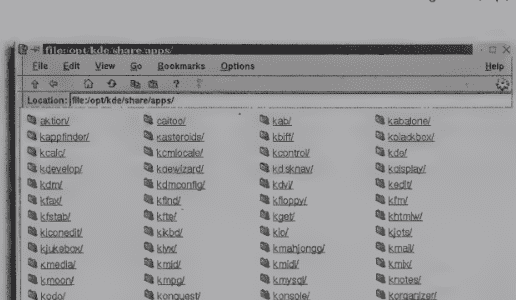 file:/opt/kde/share/apps/
File Edit View Go Bookmarks Options Help
Location: file:/opt/kde/share/apps/
aktion/ caitoo/ kab/ kabalone/
kappfinder/ kasteroids/ kbiff/ kblackbox/
kcalc/ kcmlocale/ kcontrol/ kde/
kdevelop/ kdewizard/ kdisknav/ kdisplay/
kdm/ kdmconfig/ kdvi/ kedit/
kfax/ kfind/ kfloppy/ kfm/
kfstab/ kfte/ kget/ khtmlw/
kiconedit/ kikbd/ kio/ kjots/
kjukebox/ klyx/ kmahjongg/ kmail/
kmedia/ kmid/ kmidi/ kmix/
kmoon/ kmpg/ kmysql/ knotes/
kodo/ konquest/ konsole/ korganizer/